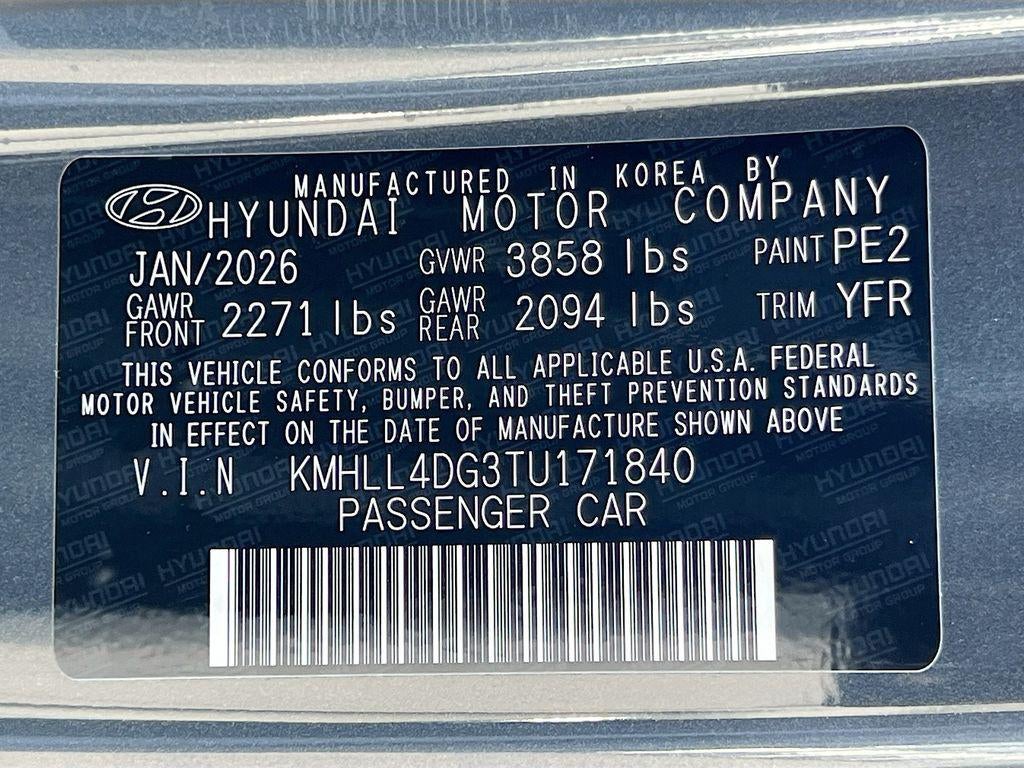 MANUFACTURED IN KOREA BY
HYUNDAI MOTOR COMPANY
JAN/2026 GVWR 3858 lbs PAINT PE2
GAWR FRONT 2271 lbs GAWR REAR 2094 lbs TRIM YFR
THIS VEHICLE CONFORMS TO ALL APPLICABLE U.S.A. FEDERAL
MOTOR VEHICLE SAFETY, BUMPER, AND THEFT PREVENTION STANDARDS
IN EFFECT ON THE DATE OF MANUFACTURE SHOWN ABOVE
V.I.N KMHLL4DG3TU171840
PASSENGER CAR